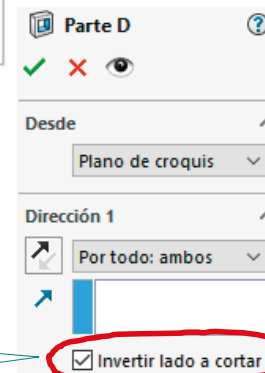 Parte D
Desde
Plano de croquis
Dirección 1
Por todo: ambos
Invertir lado a cortar